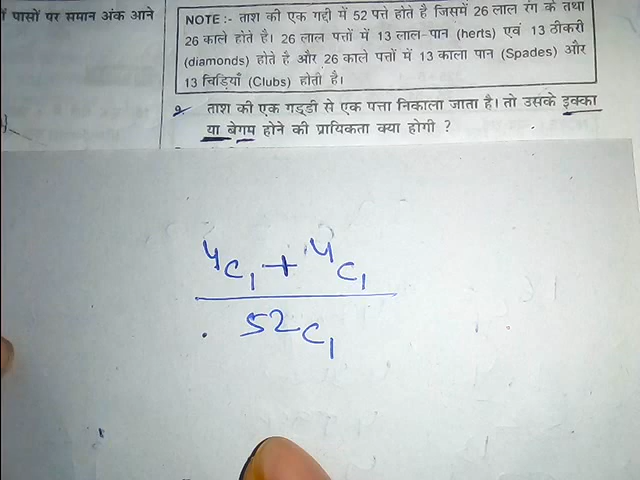 पासों पर समान अंक आने
NOTE :- ताश की एक गद्दी में 52 पत्ते होते है जिसमें 26 लाल रंग के तथा
26 काले होते है। 26 लाल पत्तों में 13 लाल-पान (herts) एवं 13 ठीकरी
(diamonds) होते है और 26 काले पत्तों में 13 काला पान (Spades) और
13 चिड़ियाँ (Clubs) होती है।
ताश की एक गड्डी से एक पत्ता निकाला जाता है। तो उसके इक्का
या बेगम होने की प्रायिकता क्या होगी ?
4C1 + 4C1
52C1